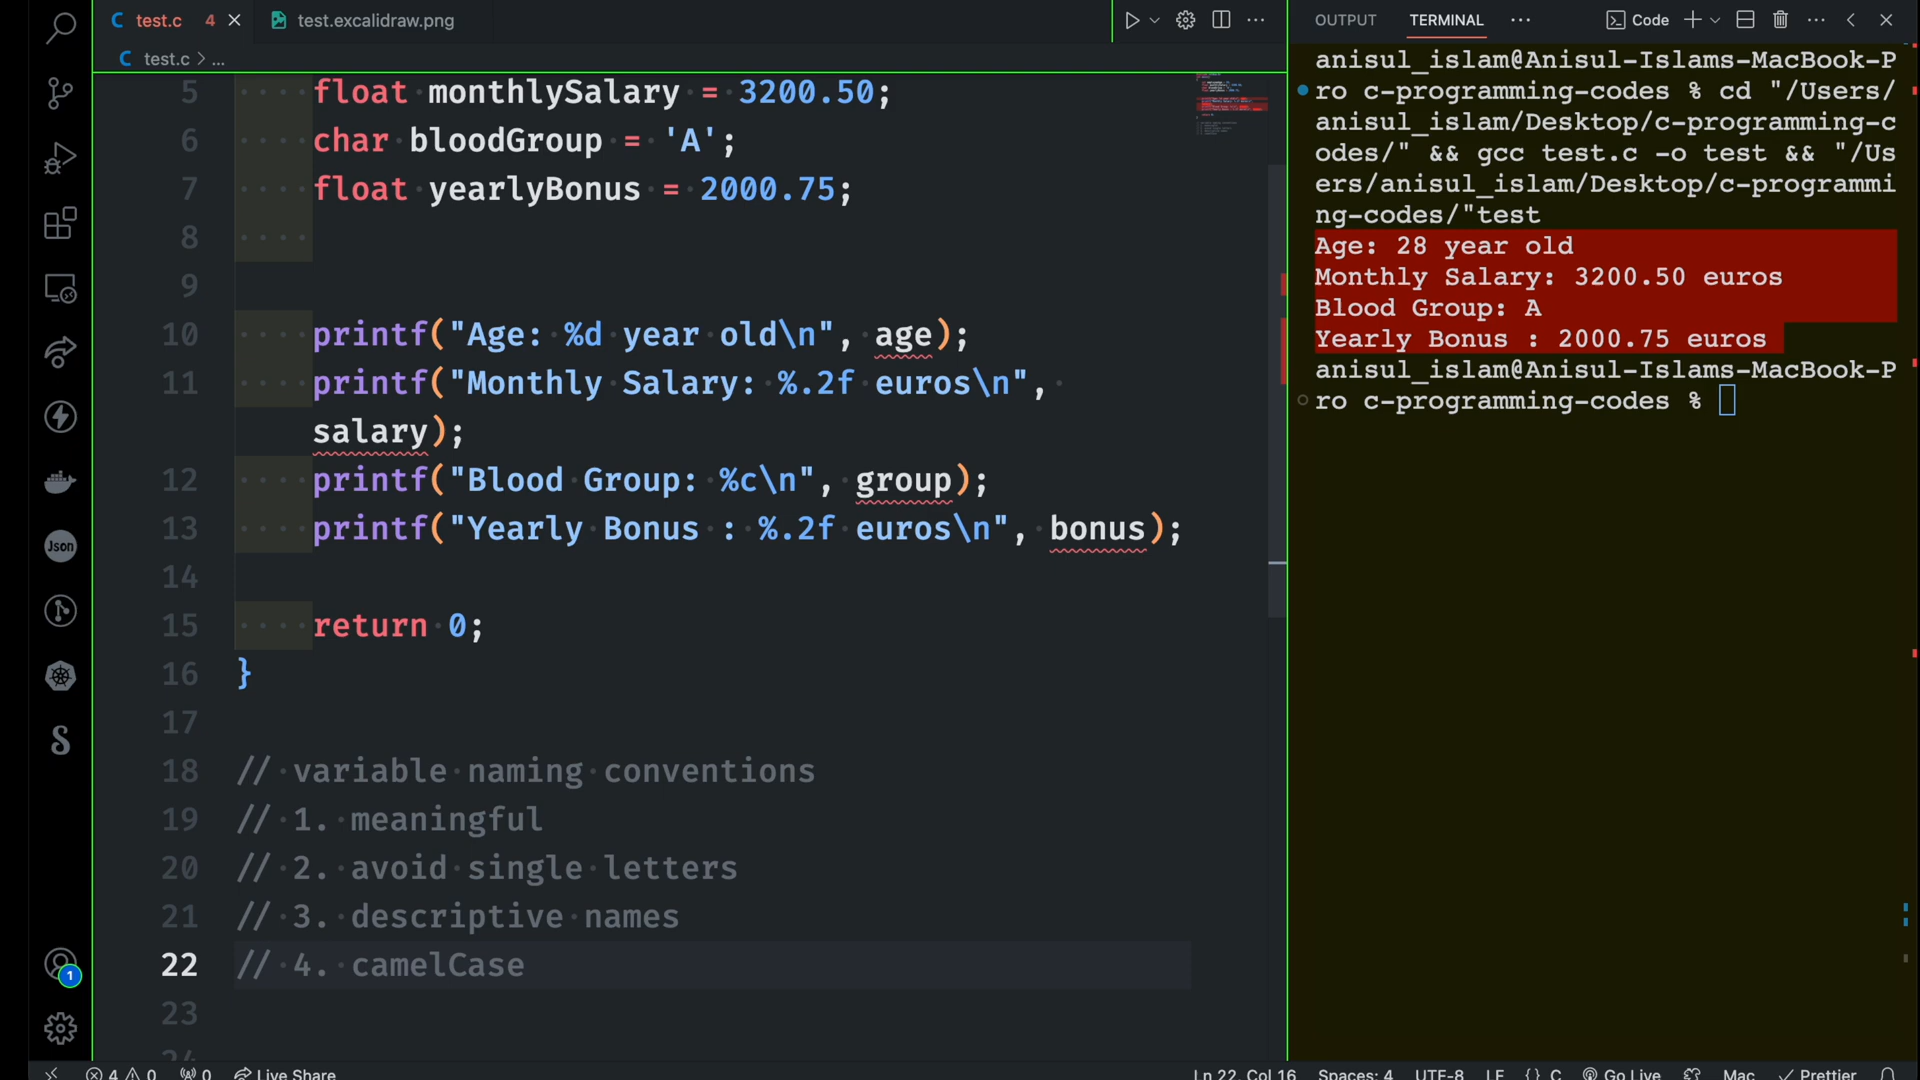 test.c 4
test.excalidraw.png
test.c > ...
5 float monthlySalary = 3200.50;
6 char bloodGroup = 'A';
7 float yearlyBonus = 2000.75;
8
9
10 printf("Age: %d year old\n", age);
11 printf("Monthly Salary: %.2f euros\n",
salary);
12 printf("Blood Group: %c\n", group);
13 printf("Yearly Bonus : %.2f euros\n", bonus);
14
15 return 0;
16 }
17
18 // variable naming conventions
19 // 1. meaningful
20 // 2. avoid single letters
21 // 3. descriptive names
22 // 4. camelCase
23
24
OUTPUT TERMINAL ... Code
anisul_islam@Anisul-Islams-MacBook-P
ro c-programming-codes % cd "/Users/
anisul_islam/Desktop/c-programming-c
odes/" && gcc test.c -o test && "/Us
ers/anisul_islam/Desktop/c-programmi
ng-codes/"test
Age: 28 year old
Monthly Salary: 3200.50 euros
Blood Group: A
Yearly Bonus : 2000.75 euros
anisul_islam@Anisul-Islams-MacBook-P
ro c-programming-codes %
Json
1
4 0 0 Live Share Ln 22, Col 16 Spaces: 4 UTF-8 LF {} C Go Live Mac Prettier